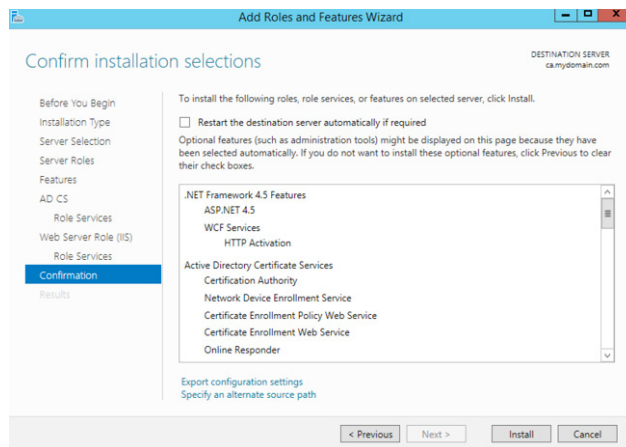 Add Roles and Features Wizard
Confirm installation selections
DESTINATION SERVER
ca.mydomain.com
Before You Begin
Installation Type
Server Selection
Server Roles
Features
AD CS
Role Services
Web Server Role (IIS)
Role Services
Confirmation
Results
To install the following roles, role services, or features on selected server, click Install.
Restart the destination server automatically if required
Optional features (such as administration tools) might be displayed on this page because they have
been selected automatically. If you do not want to install these optional features, click Previous to clear
their check boxes.
.NET Framework 4.5 Features
ASP.NET 4.5
WCF Services
HTTP Activation
Active Directory Certificate Services
Certification Authority
Network Device Enrollment Service
Certificate Enrollment Policy Web Service
Certificate Enrollment Web Service
Online Responder
Export configuration settings
Specify an alternate source path
< Previous
Next >
Install
Cancel